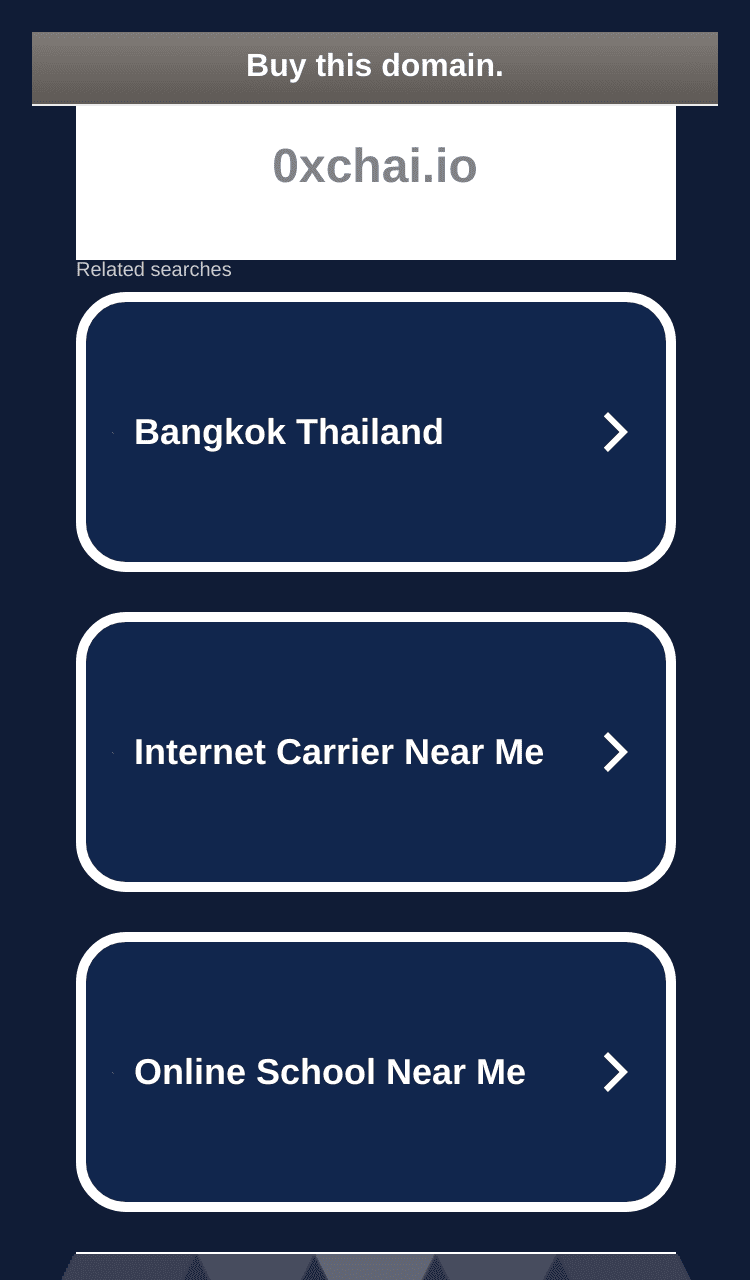 Buy this domain.
0xchai.io
Related searches
Bangkok Thailand
Internet Carrier Near Me
Online School Near Me